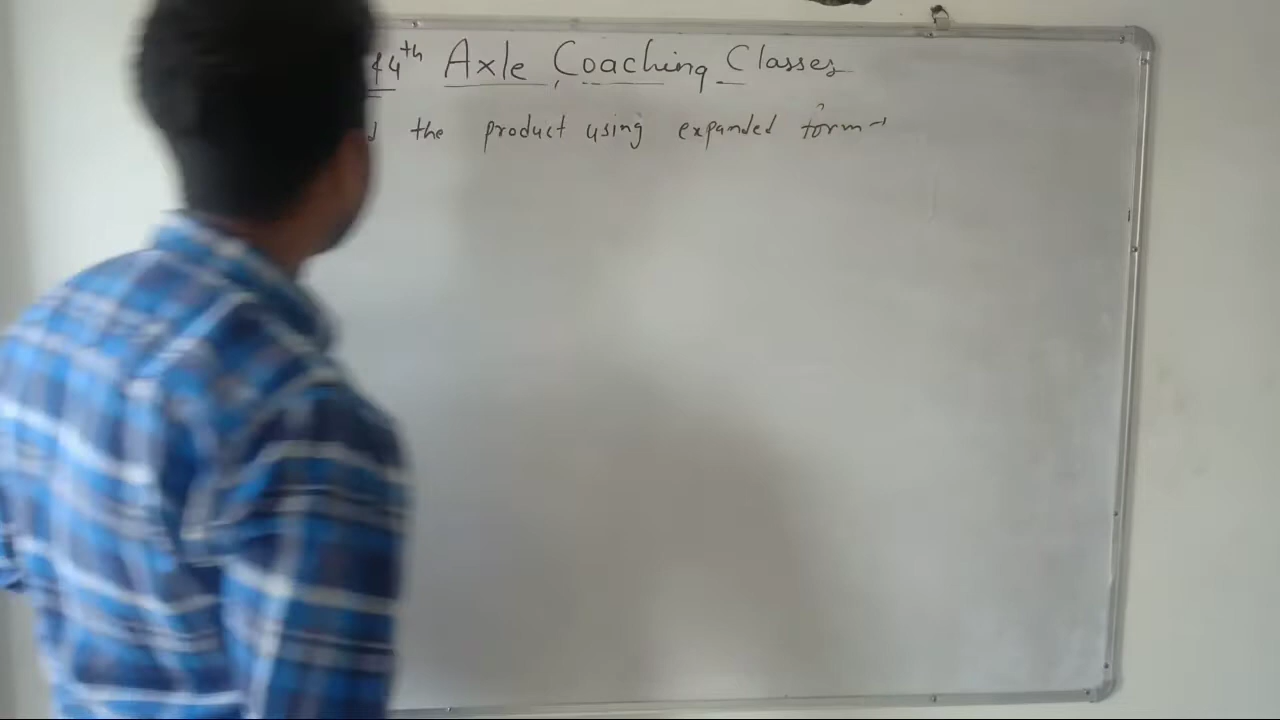 4th Axle Coaching Classes
the product using expanded form